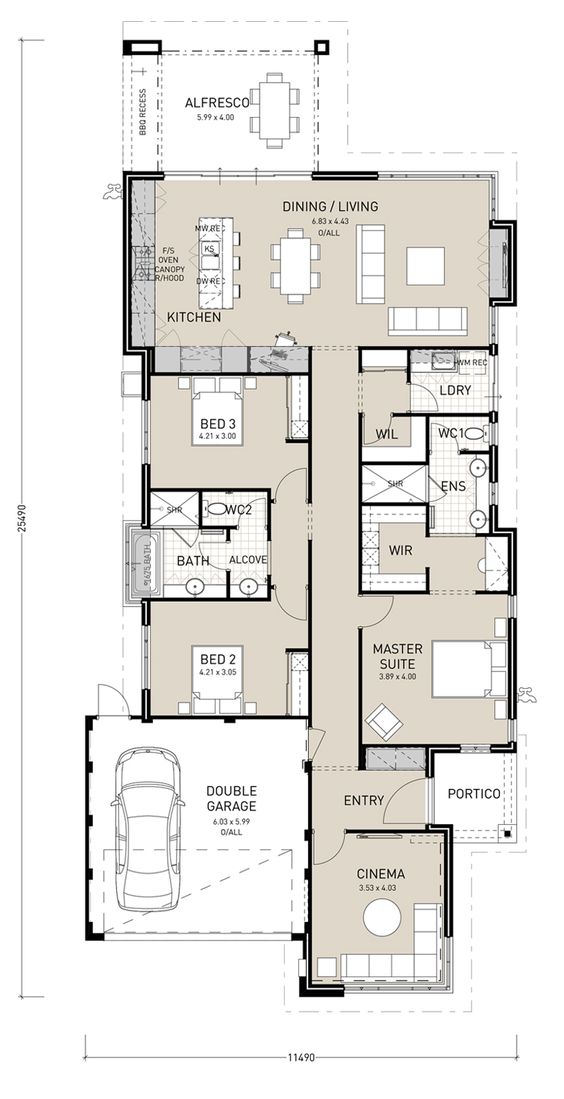 ALFRESCO
5.99 x 4.00
BBQ RECESS
DINING / LIVING
6.83 x 4.43
O/ALL
MW REC
KS
DW REC
F/S
OVEN
CANOPY
R/HOOD
KITCHEN
WM REC
LDRY
BED 3
4.21 x 3.00
WIL
WC1
SHR
ENS
SHR
WC2
BATH
ALCOVE
1625 BATH
WIR
BED 2
4.21 x 3.05
MASTER
SUITE
3.89 x 4.00
25490
DOUBLE
GARAGE
6.03 x 5.99
O/ALL
ENTRY
PORTICO
CINEMA
3.53 x 4.03
11490